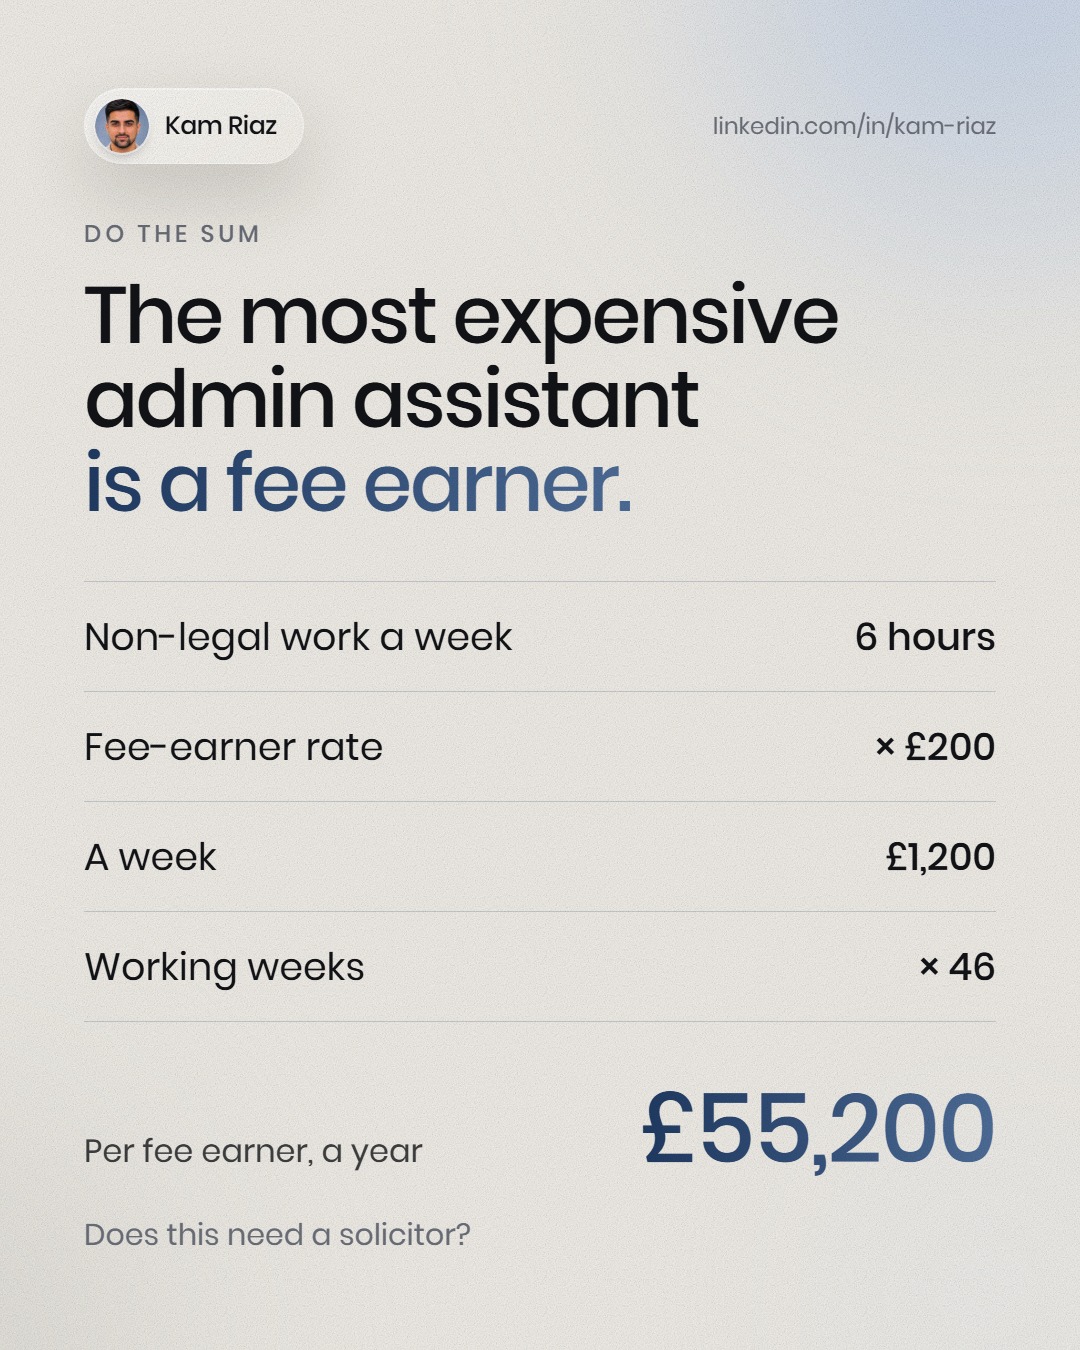 Kam Riaz
linkedin.com/in/kam-riaz
DO THE SUM
The most expensive
admin assistant
is a fee earner.
Non-legal work a week 6 hours
Fee-earner rate × £200
A week £1,200
Working weeks × 46
Per fee earner, a year £55,200
Does this need a solicitor?